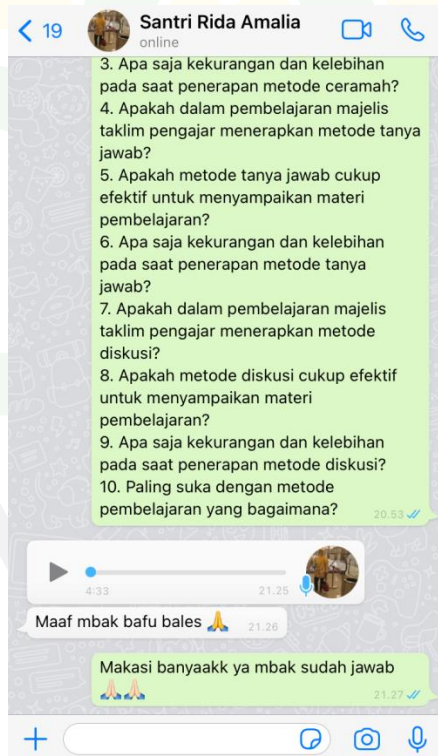 19
Santri Rida Amalia
online
3. Apa saja kekurangan dan kelebihan
pada saat penerapan metode ceramah?
4. Apakah dalam pembelajaran majelis
taklim pengajar menerapkan metode tanya
jawab?
5. Apakah metode tanya jawab cukup
efektif untuk menyampaikan materi
pembelajaran?
6. Apa saja kekurangan dan kelebihan
pada saat penerapan metode tanya
jawab?
7. Apakah dalam pembelajaran majelis
taklim pengajar menerapkan metode
diskusi?
8. Apakah metode diskusi cukup efektif
untuk menyampaikan materi
pembelajaran?
9. Apa saja kekurangan dan kelebihan
pada saat penerapan metode diskusi?
10. Paling suka dengan metode
pembelajaran yang bagaimana? 20.53
4:33 21.25
Maaf mbak bafu bales 🙏 21.26
Makasi banyaakk ya mbak sudah jawab
🙏🙏 21.27